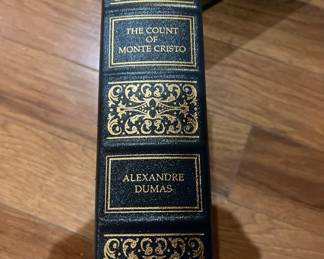 THE COUNT
OF
MONTE CRISTO
ALEXANDRE
DUMAS